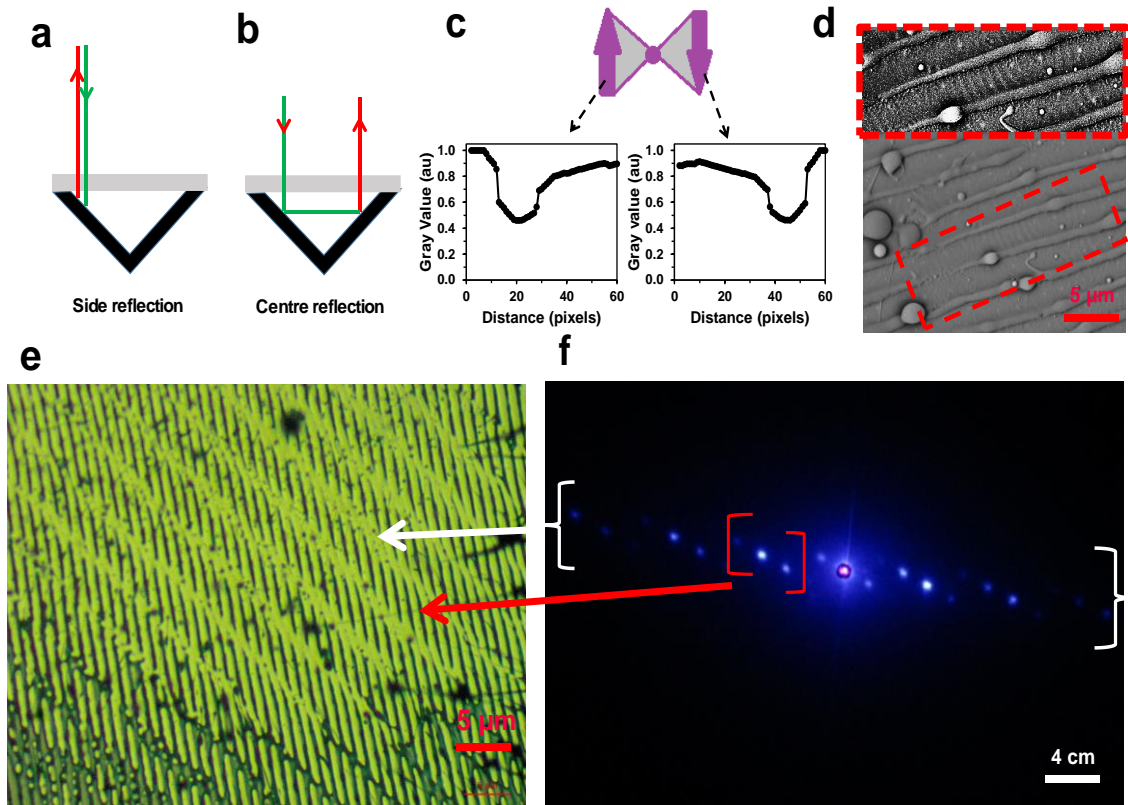 a
b
c
d
Side reflection
Centre reflection
Gray Value (au)
1.0
0.8
0.6
0.4
0.2
0.0
0 20 40 60
Distance (pixels)
Gray Value (au)
1.0
0.8
0.6
0.4
0.2
0.0
0 20 40 60
Distance (pixels)
5 μm
e
f
5 μm
4 cm